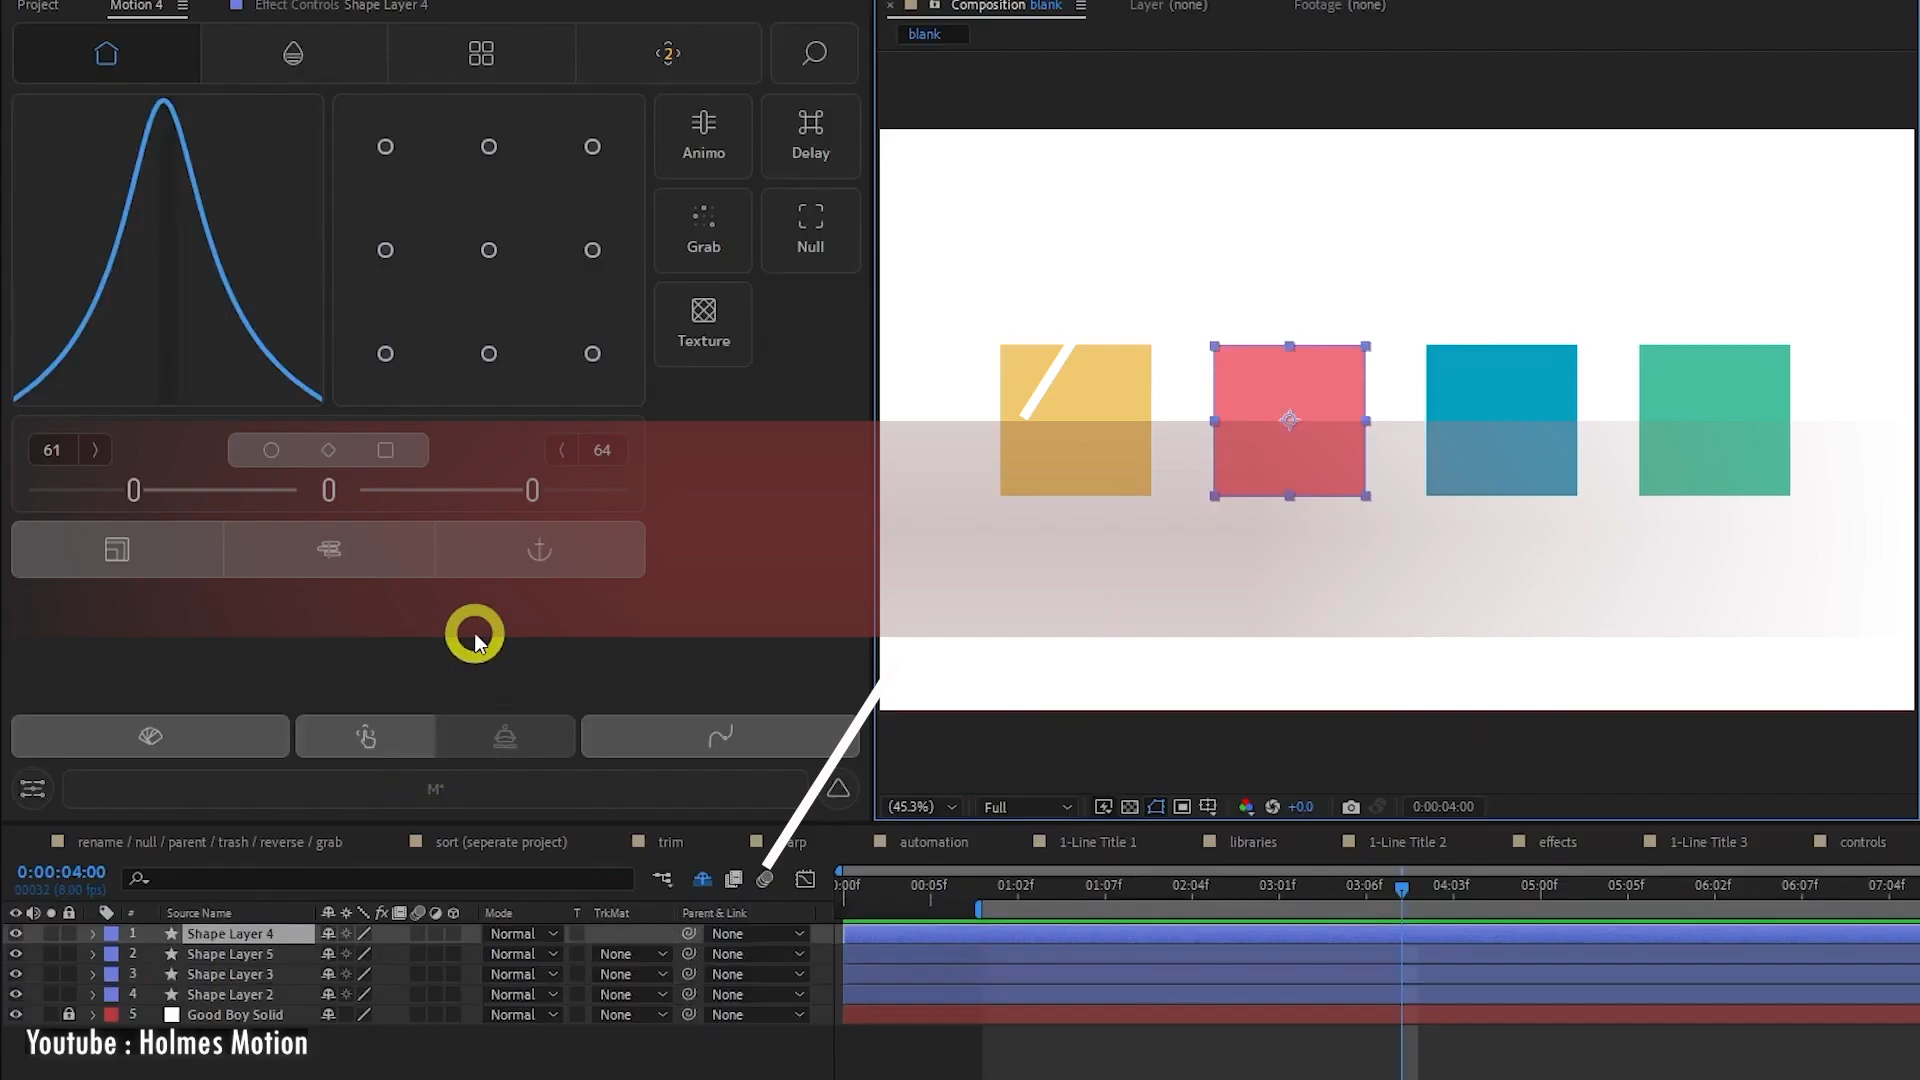 Project Motion 4 Effect Controls Shape Layer 4
Composition blank Layer (none) Footage (none)
blank
2
Animo Delay
Grab Null
Texture
61 64
M*
(45.3%) Full +0.0 0:00:04:00
rename / null / parent / trash / reverse / grab sort (seperate project) trim arp automation 1-Line Title 1 libraries 1-Line Title 2 effects 1-Line Title 3 controls
0:00:04:00
00032 (8.00 fps)
:00f 00:05f 01:02f 01:07f 02:04f 03:01f 03:06f 04:03f 05:00f 05:05f 06:02f 06:07f 07:04f
# Source Name fx Mode T TrkMat Parent & Link
1 Shape Layer 4 Normal None
2 Shape Layer 5 Normal None None
3 Shape Layer 3 Normal None None
4 Shape Layer 2 Normal None None
5 Good Boy Solid Normal None None
Youtube : Holmes Motion